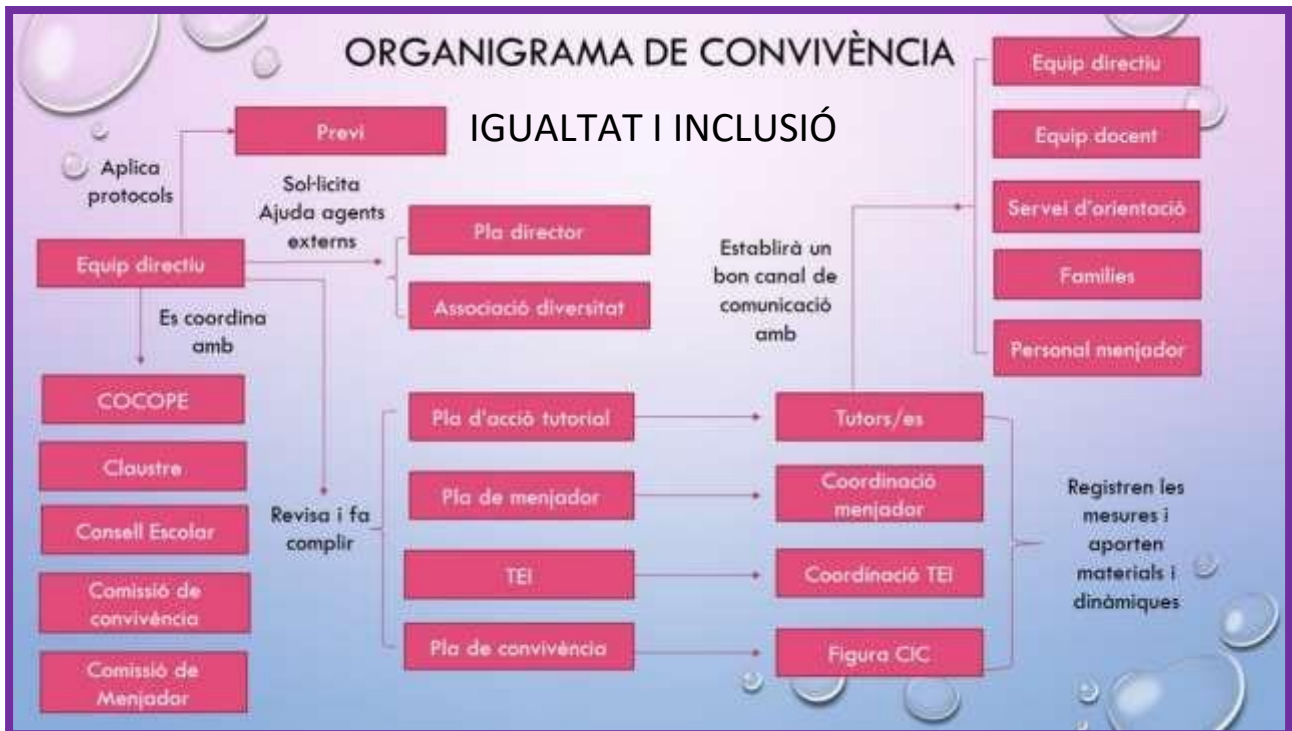 ORGANIGRAMA DE CONVIVÈNCIA
IGUALTAT I INCLUSIÓ
Previ
Aplica
protocols
Sol·licita
Ajuda agents
externs
Equip directiu
Pla director
Associació diversitat
Es coordina
amb
COCOPE
Claustre
Consell Escolar
Comissió de
convivència
Comissió de
Menjador
Revisa i fa
complir
Pla d'acció tutorial
Pla de menjador
TEI
Pla de convivència
Tutors/es
Coordinació
menjador
Coordinació TEI
Figura CIC
Establirà un
bon canal de
comunicació
amb
Equip directiu
Equip docent
Servei d'orientació
Famílies
Personal menjador
Registren les
mesures i
aporten
materials i
dinàmiques